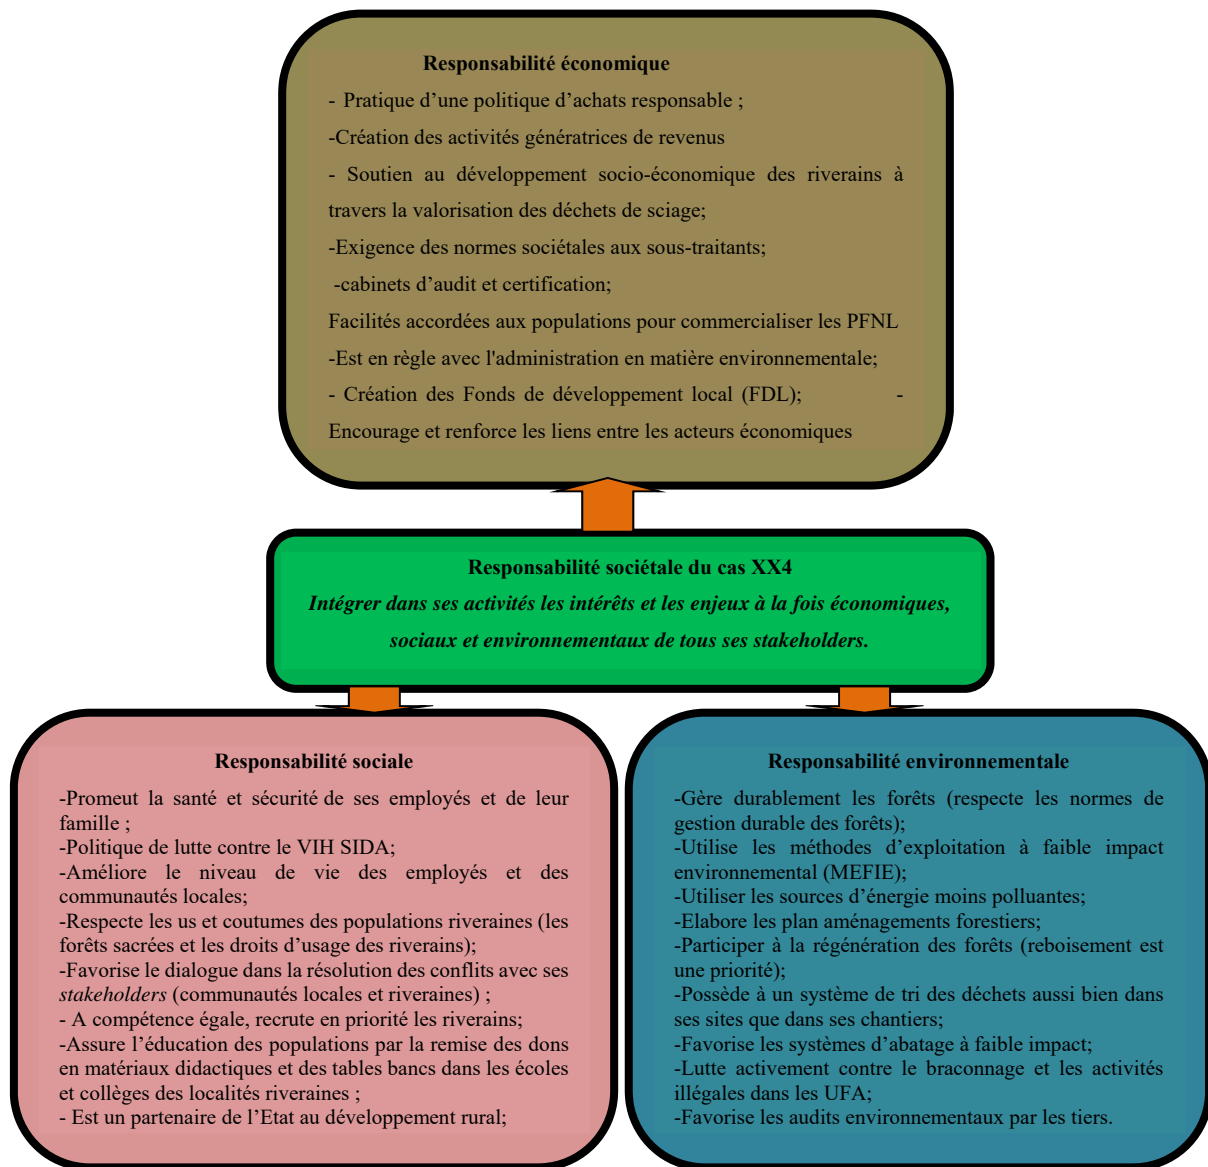 Responsabilité économique
- Pratique d’une politique d’achats responsable ;
-Création des activités génératrices de revenus
- Soutien au développement socio-économique des riverains à
travers la valorisation des déchets de sciage;
-Exigence des normes sociétales aux sous-traitants;
-cabinets d’audit et certification;
Facilités accordées aux populations pour commercialiser les PFNL
-Est en règle avec l'administration en matière environnementale;
- Création des Fonds de développement local (FDL); -
Encourage et renforce les liens entre les acteurs économiques
Responsabilité sociétale du cas XX4
Intégrer dans ses activités les intérêts et les enjeux à la fois économiques,
sociaux et environnementaux de tous ses stakeholders.
Responsabilité sociale
-Promeut la santé et sécurité de ses employés et de leur
famille ;
-Politique de lutte contre le VIH SIDA;
-Améliore le niveau de vie des employés et des
communautés locales;
-Respecte les us et coutumes des populations riveraines (les
forêts sacrées et les droits d’usage des riverains);
-Favorise le dialogue dans la résolution des conflits avec ses
stakeholders (communautés locales et riveraines) ;
- A compétence égale, recrute en priorité les riverains;
-Assure l’éducation des populations par la remise des dons
en matériaux didactiques et des tables bancs dans les écoles
et collèges des localités riveraines ;
- Est un partenaire de l’Etat au développement rural;
Responsabilité environnementale
-Gère durablement les forêts (respecte les normes de
gestion durable des forêts);
-Utilise les méthodes d’exploitation à faible impact
environmental (MEFIE);
-Utiliser les sources d’énergie moins polluantes;
-Elabore les plan aménagements forestiers;
-Participer à la régénération des forêts (reboisement est
une priorité);
-Possède à un système de tri des déchets aussi bien dans
ses sites que dans ses chantiers;
-Favorise les systèmes d’abatage à faible impact;
-Lutte activement contre le braconnage et les activités
illégales dans les UFA;
-Favorise les audits environnementaux par les tiers.